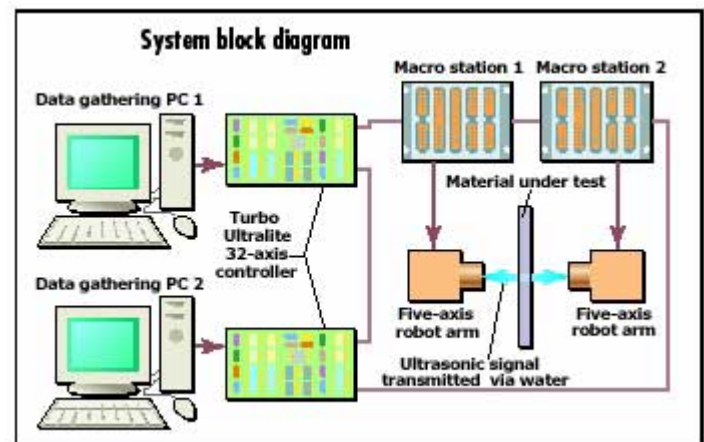 System block diagram
Macro station 1
Macro station 2
Data gathering PC 1
Material under test
Turbo
Ultralite
32-axis
controller
Data gathering PC 2
Five-axis
robot arm
Five-axis
robot arm
Ultrasonic signal
transmitted via water